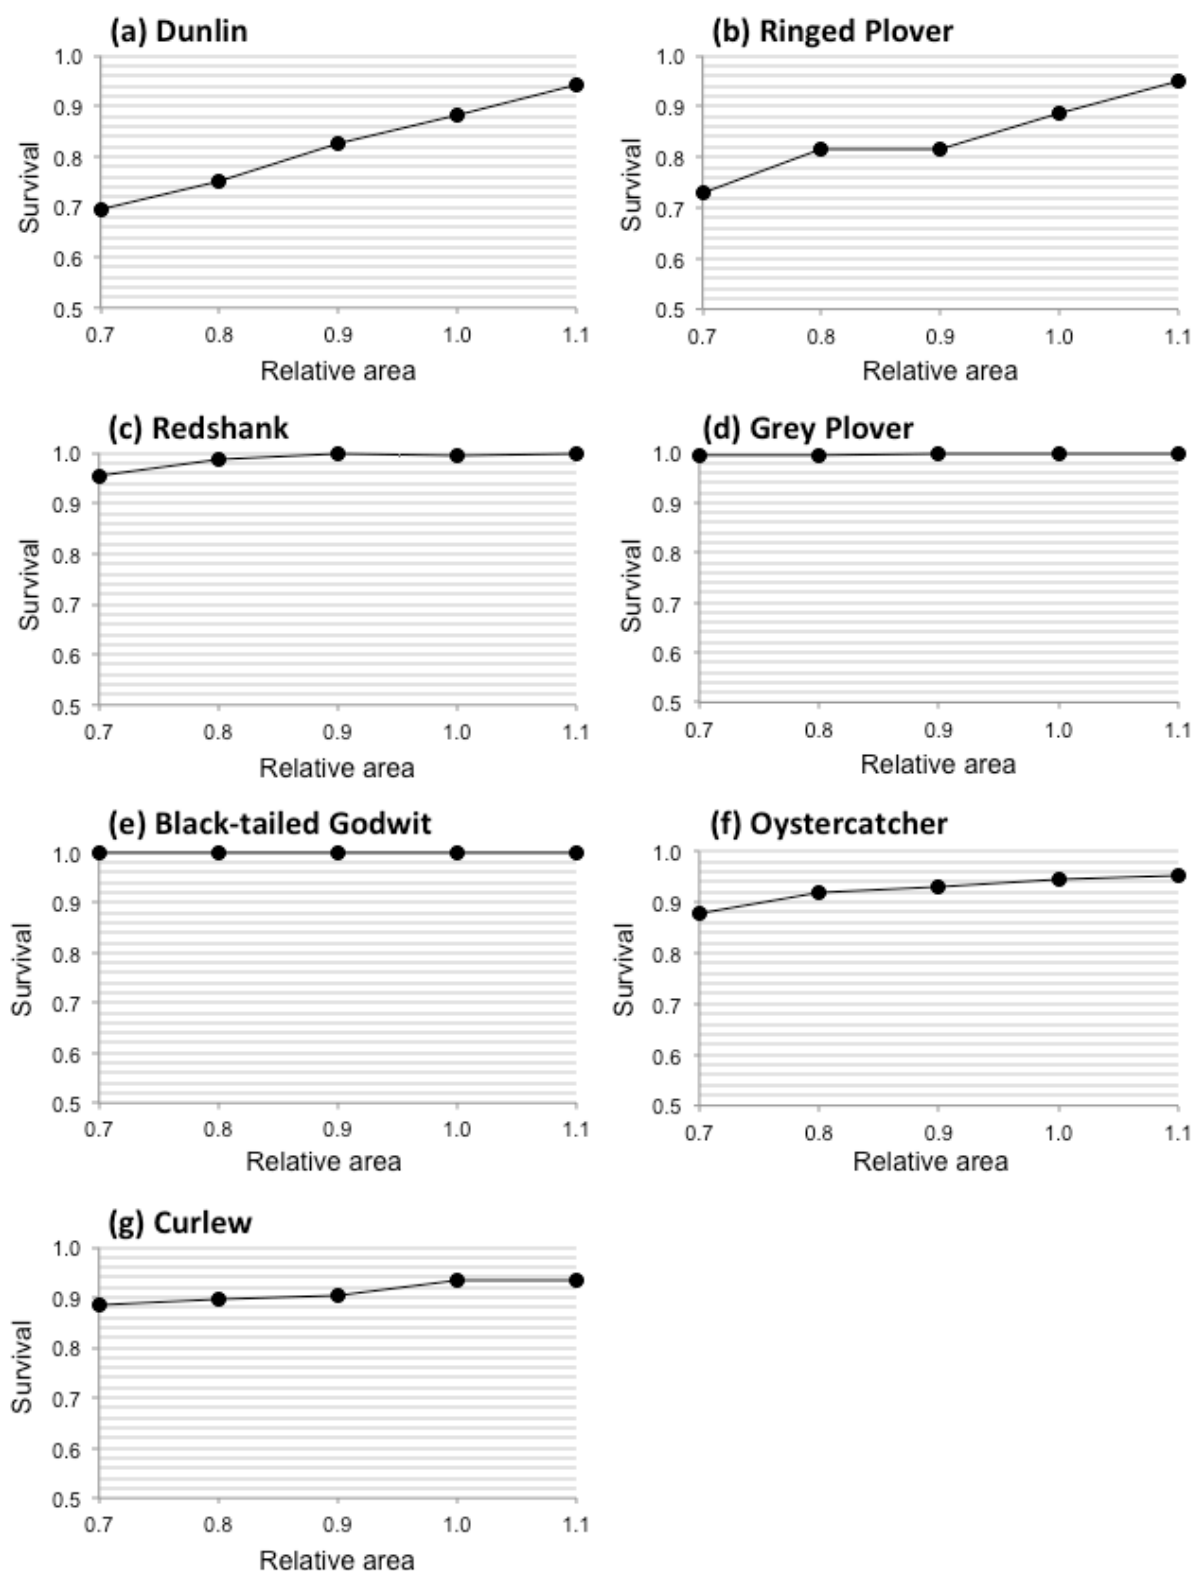 (a) Dunlin
1.0
0.9
0.8
0.7
0.6
0.5
Survival
0.7 0.8 0.9 1.0 1.1
Relative area
(b) Ringed Plover
1.0
0.9
0.8
0.7
0.6
0.5
Survival
0.7 0.8 0.9 1.0 1.1
Relative area
(c) Redshank
1.0
0.9
0.8
0.7
0.6
0.5
Survival
0.7 0.8 0.9 1.0 1.1
Relative area
(d) Grey Plover
1.0
0.9
0.8
0.7
0.6
0.5
Survival
0.7 0.8 0.9 1.0 1.1
Relative area
(e) Black-tailed Godwit
1.0
0.9
0.8
0.7
0.6
0.5
Survival
0.7 0.8 0.9 1.0 1.1
Relative area
(f) Oystercatcher
1.0
0.9
0.8
0.7
0.6
0.5
Survival
0.7 0.8 0.9 1.0 1.1
Relative area
(g) Curlew
1.0
0.9
0.8
0.7
0.6
0.5
Survival
0.7 0.8 0.9 1.0 1.1
Relative area